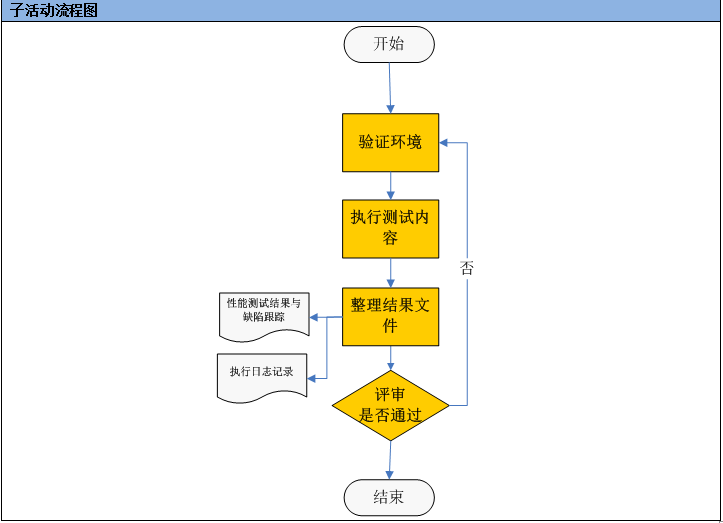 子活动流程图
开始
验证环境
执行测试内
容
否
整理结果文
件
性能测试结果与
缺陷跟踪
执行日志记录
评审
是否通过
结束